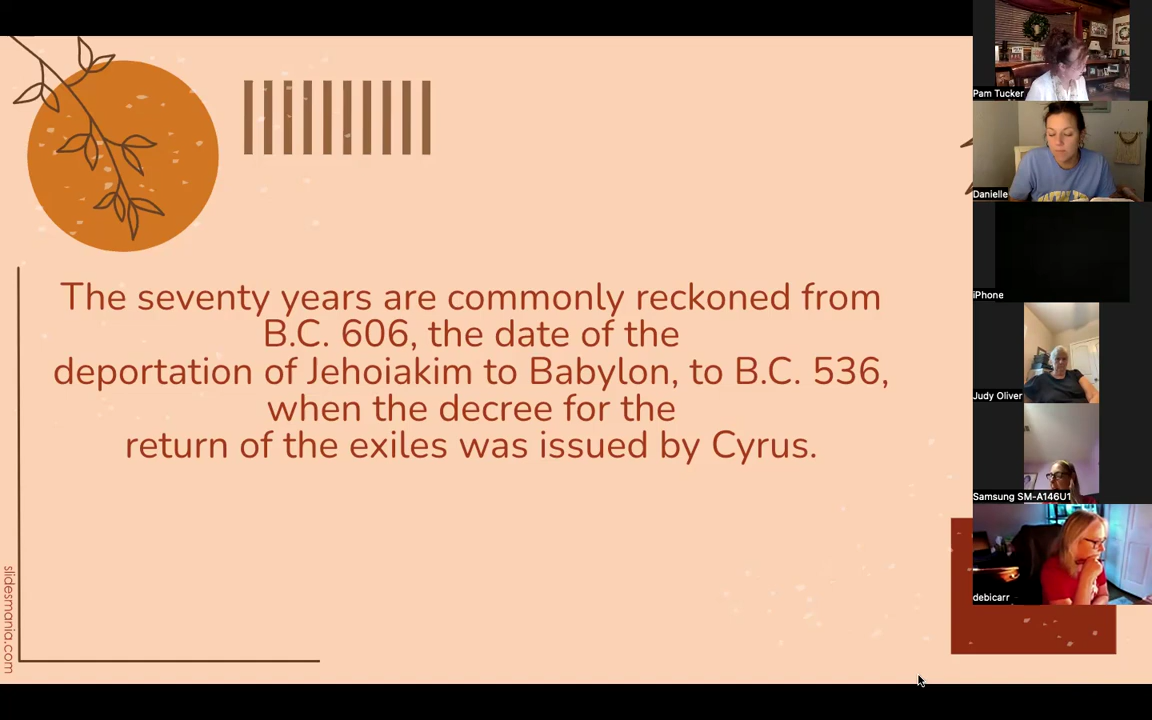 The seventy years are commonly reckoned from
B.C. 606, the date of the
deportation of Jehoiakim to Babylon, to B.C. 536,
when the decree for the
return of the exiles was issued by Cyrus.
slidesmania.com
Pam Tucker
Danielle
iPhone
Judy Oliver
Samsung SM-A146U1
debicarr